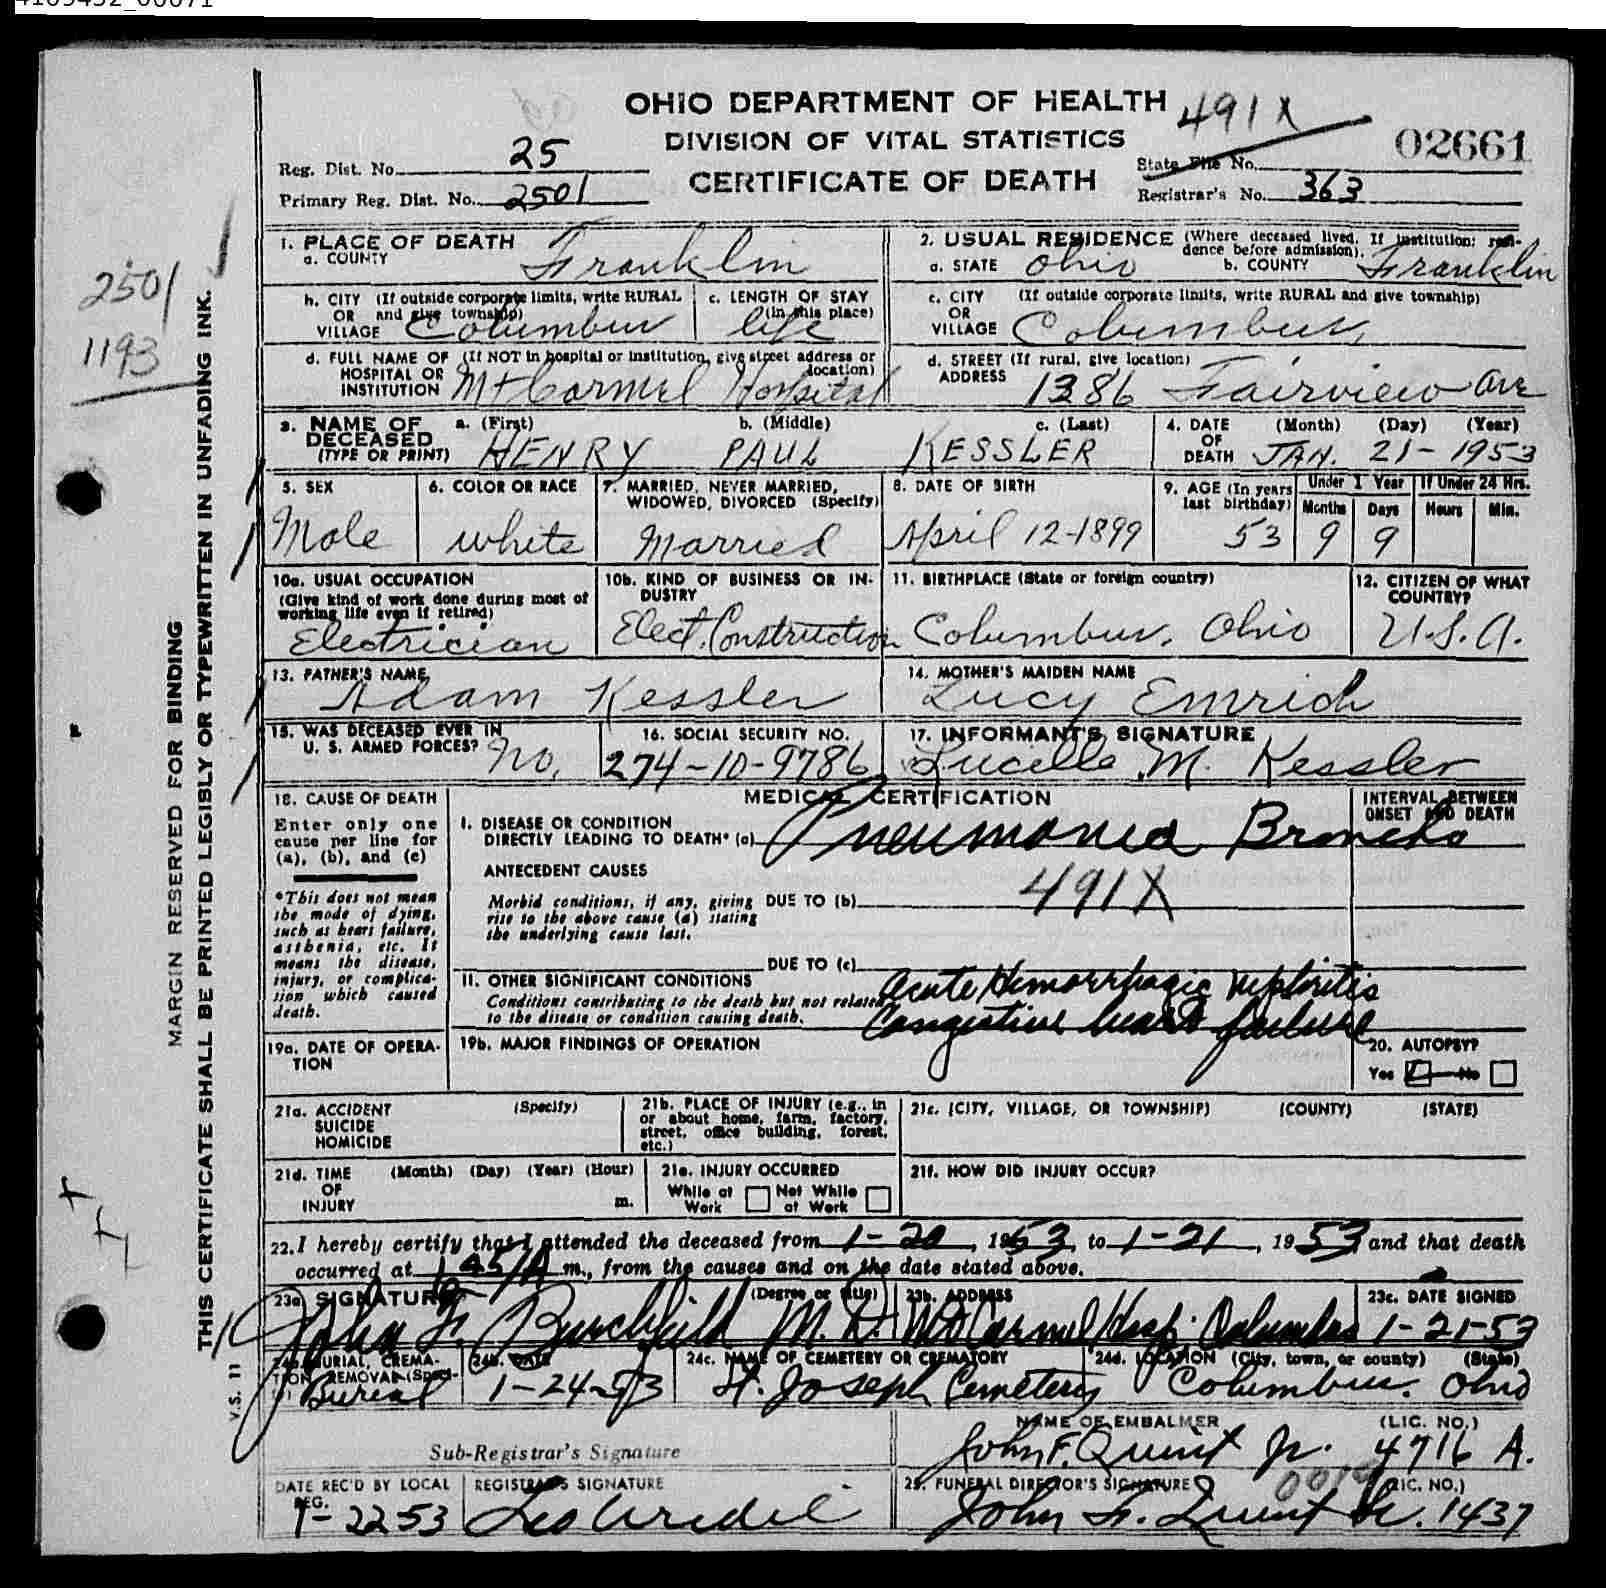 OHIO DEPARTMENT OF HEALTH
DIVISION OF VITAL STATISTICS
CERTIFICATE OF DEATH
491X
02661
Reg. Dist. No. 25
Primary Reg. Dist. No. 2501
State File No.
Registrar's No. 363
2501
1193
MARGIN RESERVED FOR BINDING
THIS CERTIFICATE SHALL BE PRINTED LEGIBLY OR TYPEWRITTEN IN UNFADING INK.
V.S. 11
1. PLACE OF DEATH
a. COUNTY Franklin
2. USUAL RESIDENCE (Where deceased lived. If institution: resi-
dence before admission).
a. STATE Ohio b. COUNTY Franklin
b. CITY (If outside corporate limits, write RURAL
OR and give township)
VILLAGE Columbus
c. LENGTH OF STAY
(in this place)
life
c. CITY (If outside corporate limits, write RURAL and give township)
OR
VILLAGE Columbus,
d. FULL NAME OF (If NOT in hospital or institution, give street address or
HOSPITAL OR location)
INSTITUTION Mt Carmel Hospital
d. STREET (If rural, give location)
ADDRESS 1386 Fairview Ave
3. NAME OF a. (First) b. (Middle) c. (Last)
DECEASED
(TYPE OR PRINT) HENRY PAUL KESSLER
4. DATE (Month) (Day) (Year)
OF
DEATH JAN. 21-1953
5. SEX
Male
6. COLOR OR RACE
white
7. MARRIED, NEVER MARRIED,
WIDOWED, DIVORCED (Specify)
Married
8. DATE OF BIRTH
April 12-1899
9. AGE (In years
last birthday)
53
Under 1 Year
Months Days
9 9
If Under 24 Hrs.
Hours Min.
10a. USUAL OCCUPATION
(Give kind of work done during most of
working life even if retired)
Electrician
10b. KIND OF BUSINESS OR IN-
DUSTRY
Elect. Construction
11. BIRTHPLACE (State or foreign country)
Columbus, Ohio
12. CITIZEN OF WHAT
COUNTRY?
U.S.A.
13. FATHER'S NAME
Adam Kessler
14. MOTHER'S MAIDEN NAME
Lucy Emrich
15. WAS DECEASED EVER IN
U. S. ARMED FORCES? No.
16. SOCIAL SECURITY NO.
274-10-9786
17. INFORMANT'S SIGNATURE
Lucille M. Kessler
18. CAUSE OF DEATH
Enter only one
cause per line for
(a), (b), and (c)
*This does not mean
the mode of dying,
such as heart failure,
asthenia, etc. It
means the disease,
injury, or complica-
tion which caused
death.
MEDICAL CERTIFICATION
INTERVAL BETWEEN
ONSET AND DEATH
I. DISEASE OR CONDITION
DIRECTLY LEADING TO DEATH* (a) Pneumonia Broncho
ANTECEDENT CAUSES
Morbid conditions, if any, giving DUE TO (b) 491X
rise to the above cause (a) stating
the underlying cause last.
DUE TO (c)
II. OTHER SIGNIFICANT CONDITIONS
Conditions contributing to the death but not related
to the disease or condition causing death.
Acute Hemorrhagic nephritis
Congestive heart failure
19a. DATE OF OPERA-
TION
19b. MAJOR FINDINGS OF OPERATION
20. AUTOPSY?
Yes No
21a. ACCIDENT (Specify)
SUICIDE
HOMICIDE
21b. PLACE OF INJURY (e.g., in
or about home, farm, factory,
street, office building, forest,
etc.)
21c. (CITY, VILLAGE, OR TOWNSHIP) (COUNTY) (STATE)
21d. TIME (Month) (Day) (Year) (Hour)
OF
INJURY m.
21e. INJURY OCCURRED
While at Work Not While at Work
21f. HOW DID INJURY OCCUR?
22. I hereby certify that I attended the deceased from 1-20, 1953, to 1-21, 1953 and that death
occurred at 1 45/A m., from the causes and on the date stated above.
23a. SIGNATURE (Degree or title)
John F. Burchfield M.D.
23b. ADDRESS
Mt Carmel Hosp. Columbus
23c. DATE SIGNED
1-21-53
24a. BURIAL, CREMA-
TION, REMOVAL (Speci-
Burial
24b. DATE
1-24-53
24c. NAME OF CEMETERY OR CREMATORY
St. Joseph Cemetery
24d. LOCATION (City, town, or county) (State)
Columbus, Ohio
Sub-Registrar's Signature
NAME OF EMBALMER (LIC. NO.)
John F. Quint Jr. 4716 A.
DATE REC'D BY LOCAL
REG.
1-22-53
REGISTRAR'S SIGNATURE
25. FUNERAL DIRECTOR'S SIGNATURE (LIC. NO.)
John F. Quint Jr. 1437